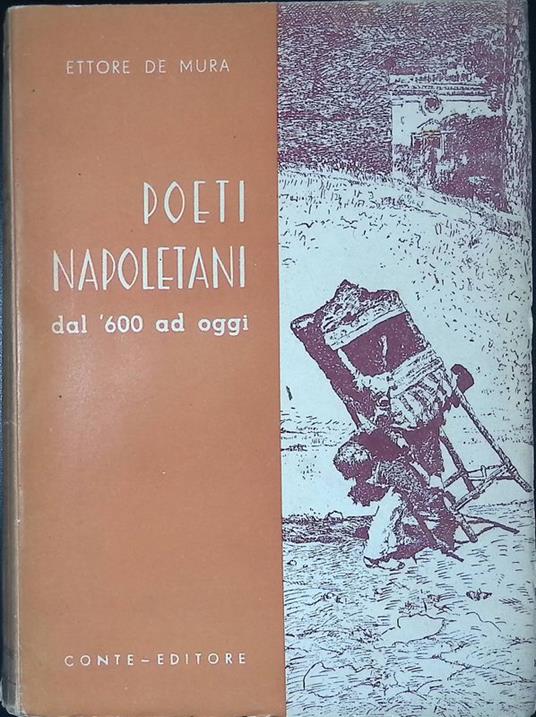 ETTORE DE MURA
POETI
NAPOLETANI
dal '600 ad oggi
CONTE-EDITORE